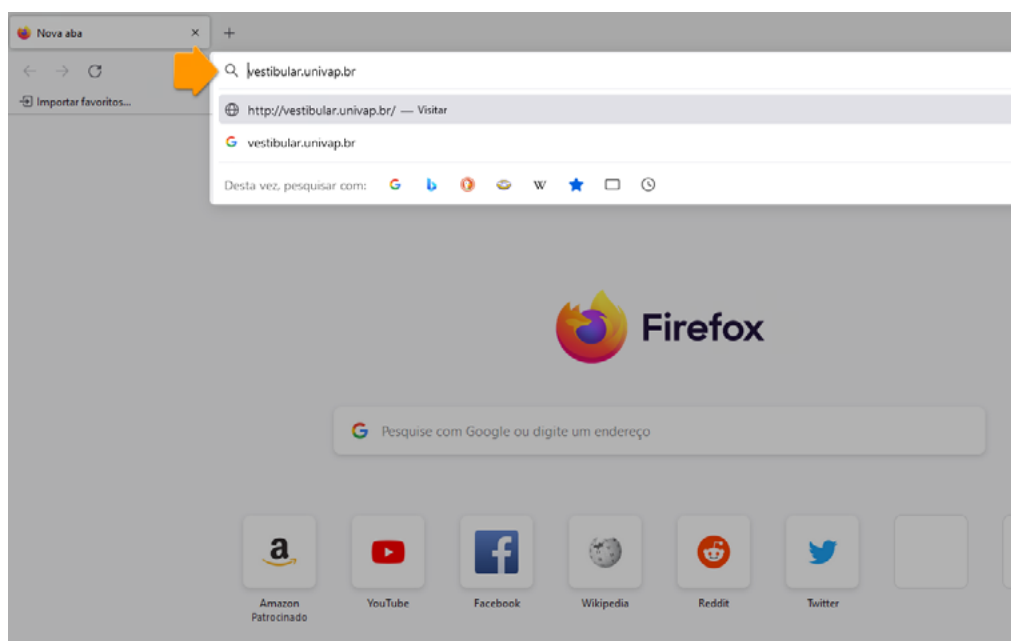 Nova aba
vestibular.univap.br
Importar favoritos...
http://vestibular.univap.br/ — Visitar
vestibular.univap.br
Desta vez, pesquisar com:
Firefox
Pesquise com Google ou digite um endereço
Amazon
Patrocinado
YouTube
Facebook
Wikipedia
Reddit
Twitter